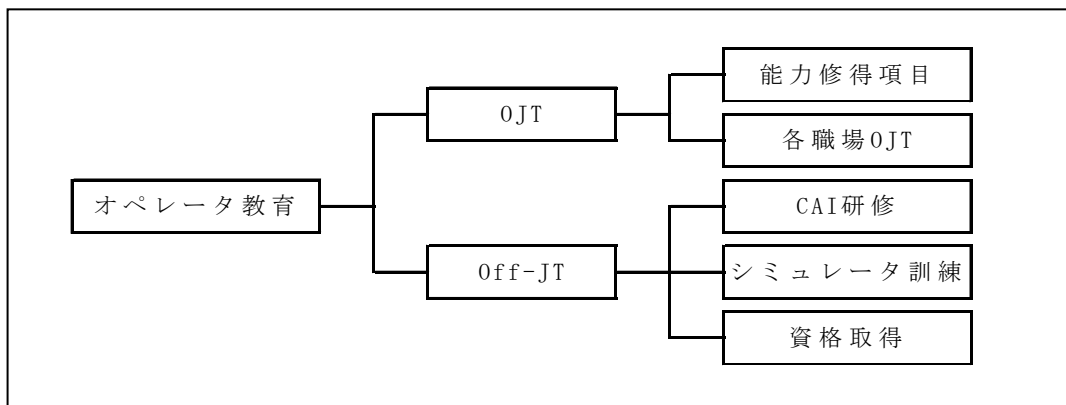 オペレータ教育
OJT
能力修得項目
各職場OJT
Off-JT
CAI研修
シミュレータ訓練
資格取得